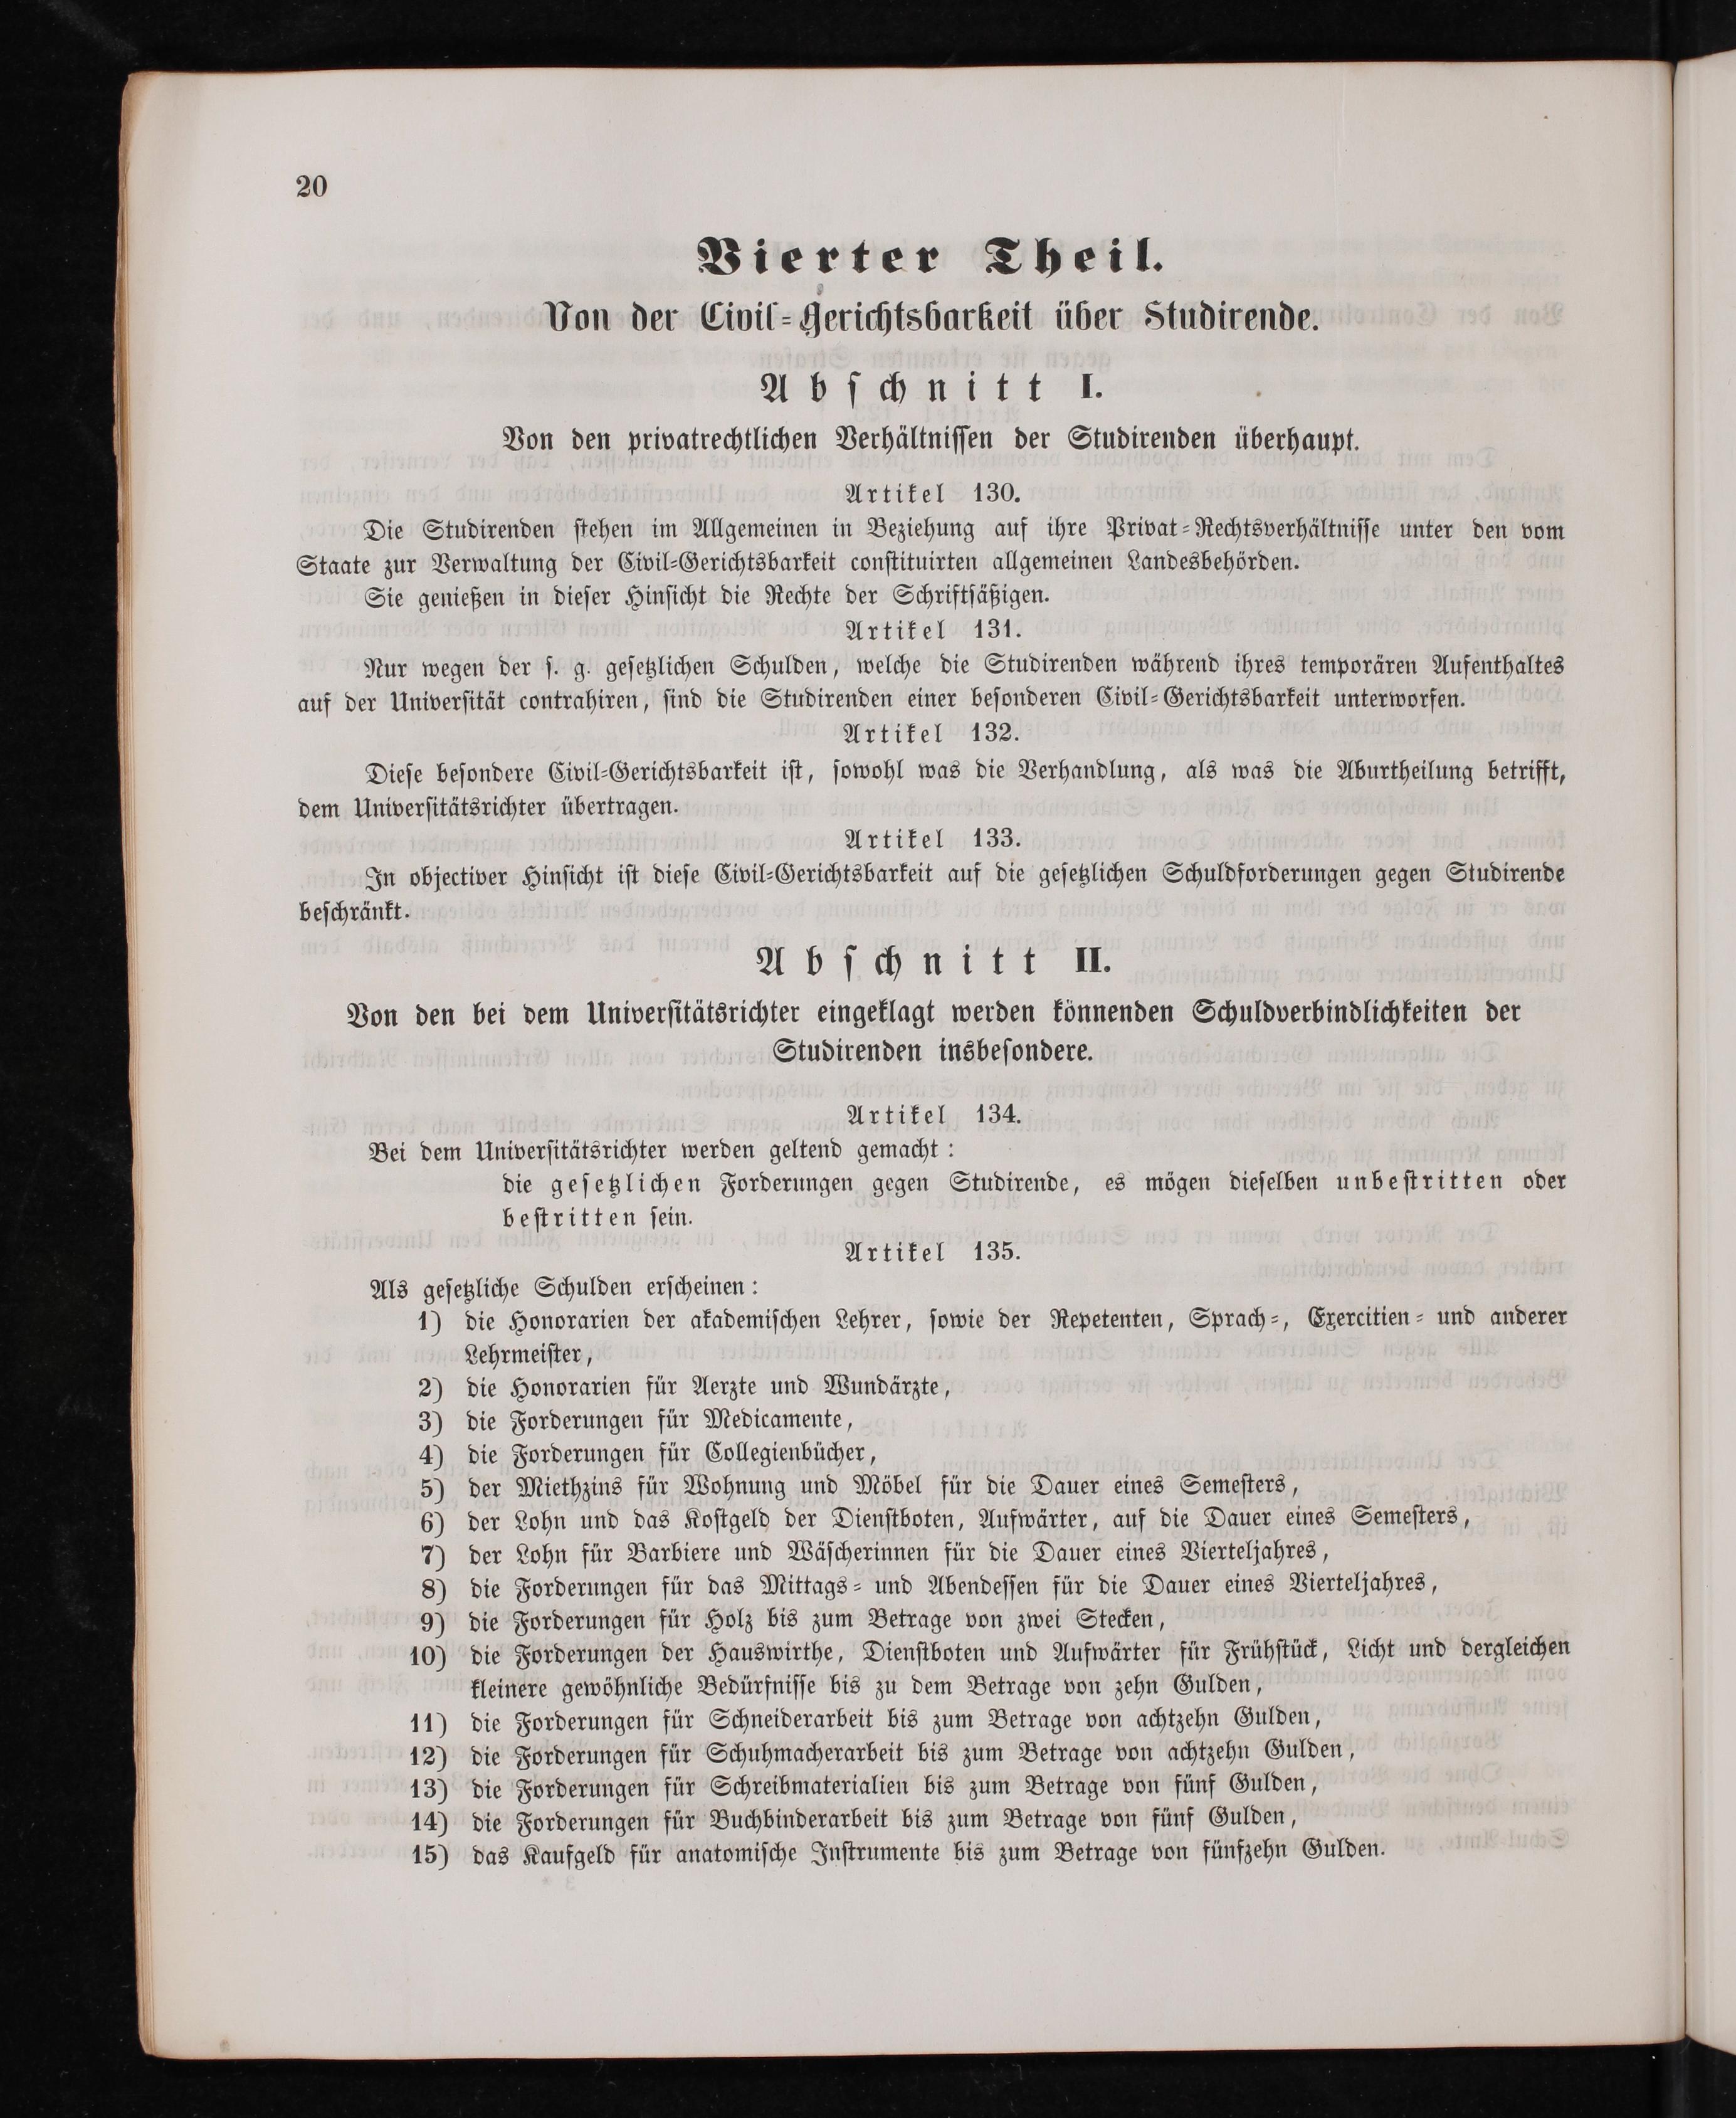 20
Vierter Theil.
Von der Civil-Gerichtsbarkeit über Studirende.
Abschnitt I.
Von den privatrechtlichen Verhältnissen der Studirenden überhaupt.
Artikel 130.
Die Studirenden stehen im Allgemeinen in Beziehung auf ihre Privat-Rechtsverhältnisse unter den vom
Staate zur Verwaltung der Civil-Gerichtsbarkeit constituirten allgemeinen Landesbehörden.
Sie genießen in dieser Hinsicht die Rechte der Schriftsäßigen.
Artikel 131.
Nur wegen der s. g. gesetzlichen Schulden, welche die Studirenden während ihres temporären Aufenthaltes
auf der Universität contrahiren, sind die Studirenden einer besonderen Civil-Gerichtsbarkeit unterworfen.
Artikel 132.
Diese besondere Civil-Gerichtsbarkeit ist, sowohl was die Verhandlung, als was die Aburtheilung betrifft,
dem Universitätsrichter übertragen.
Artikel 133.
In objectiver Hinsicht ist diese Civil-Gerichtsbarkeit auf die gesetzlichen Schuldforderungen gegen Studirende
beschränkt.
Abschnitt II.
Von den bei dem Universitätsrichter eingeklagt werden könnenden Schuldverbindlichkeiten der
Studirenden insbesondere.
Artikel 134.
Bei dem Universitätsrichter werden geltend gemacht:
die gesetzlichen Forderungen gegen Studirende, es mögen dieselben unbestritten oder
bestritten sein.
Artikel 135.
Als gesetzliche Schulden erscheinen:
1) die Honorarien der akademischen Lehrer, sowie der Repetenten, Sprach-, Exercitien- und anderer
Lehrmeister,
2) die Honorarien für Aerzte und Wundärzte,
3) die Forderungen für Medicamente,
4) die Forderungen für Collegienbücher,
5) der Miethzins für Wohnung und Möbel für die Dauer eines Semesters,
6) der Lohn und das Kostgeld der Dienstboten, Aufwärter, auf die Dauer eines Semesters,
7) der Lohn für Barbiere und Wäscherinnen für die Dauer eines Vierteljahres,
8) die Forderungen für das Mittags- und Abendessen für die Dauer eines Vierteljahres,
9) die Forderungen für Holz bis zum Betrage von zwei Stecken,
10) die Forderungen der Hauswirthe, Dienstboten und Aufwärter für Frühstück, Licht und dergleichen
kleinere gewöhnliche Bedürfnisse bis zu dem Betrage von zehn Gulden,
11) die Forderungen für Schneiderarbeit bis zum Betrage von achtzehn Gulden,
12) die Forderungen für Schuhmacherarbeit bis zum Betrage von achtzehn Gulden,
13) die Forderungen für Schreibmaterialien bis zum Betrage von fünf Gulden,
14) die Forderungen für Buchbinderarbeit bis zum Betrage von fünf Gulden,
15) das Kaufgeld für anatomische Instrumente bis zum Betrage von fünfzehn Gulden.